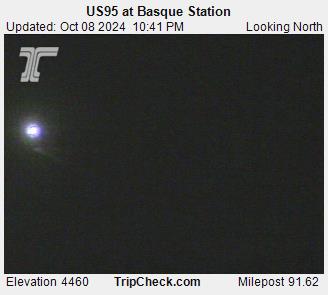 US95 at Basque Station
Updated: Oct 08 2024 10:41 PM Looking North
Elevation 4460 TripCheck.com Milepost 91.62